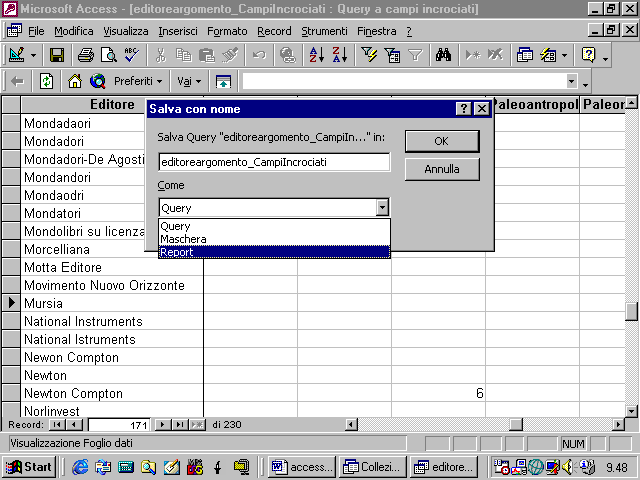 Microsoft Access - [editoreargomento_CampiIncrociati : Query a campi incrociati]
File Modifica Visualizza Inserisci Formato Record Strumenti Finestra ?
Preferiti Vai
Editore Paleoantropol Paleor
Salva con nome
Salva Query "editoreargomento_CampiIn..." in:
OK
editoreargomento_CampiIncrociati
Annulla
Come
Query
Query
Maschera
Report
Mondadaori
Mondadori
Mondadori-De Agosti
Mondandori
Mondaodri
Mondatori
Mondolibri su licenza
Morcelliana
Motta Editore
Movimento Nuovo Orizzonte
Mursia
National Instruments
National Istruments
Newon Compton
Newton
Newton Compton 6
Norlinvest
Record: 171 di 230
Visualizzazione Foglio dati NUM
Start access... Collezi... editore... 9.48